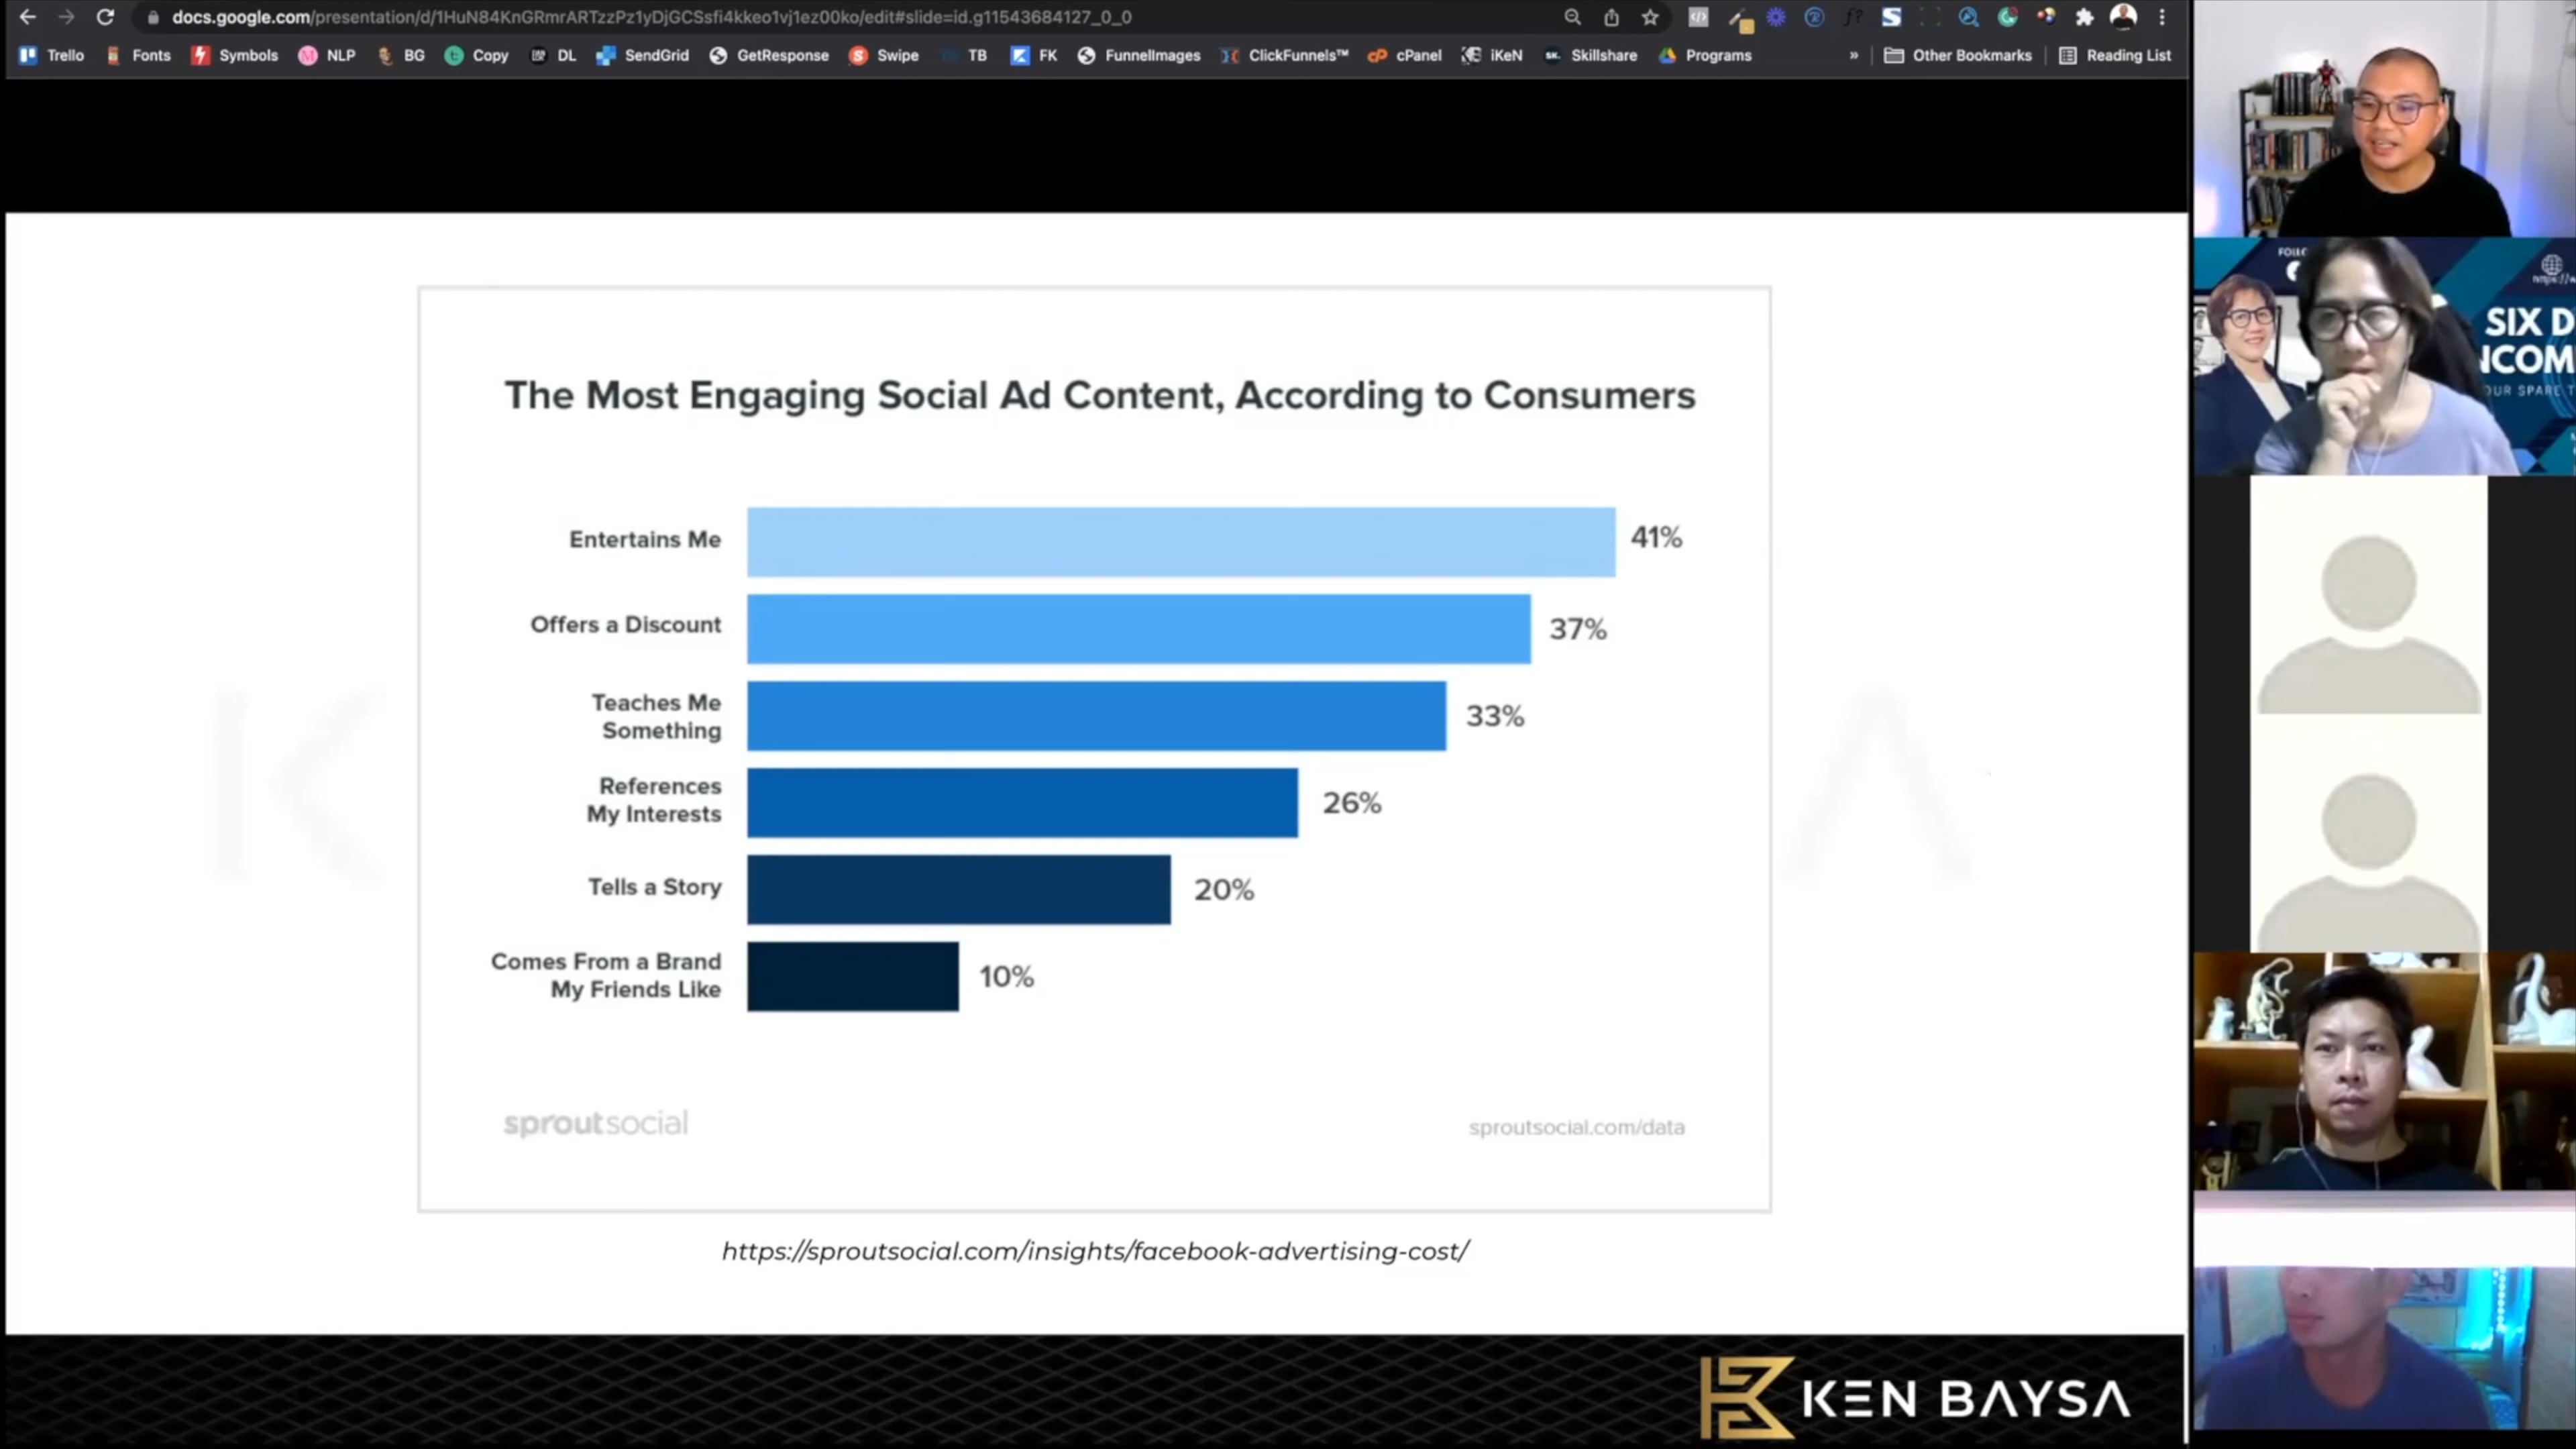 docs.google.com/presentation/d/1HuN84KnGRmrARTzzPz1yDjGCSsfi4kkeo1vj1ez00ko/edit#slide=id.g11543684127_0_0
Trello Fonts Symbols NLP BG Copy DL SendGrid GetResponse Swipe TB FK FunnelImages ClickFunnels™ cPanel iKeN Skillshare Programs » Other Bookmarks Reading List
The Most Engaging Social Ad Content, According to Consumers
Entertains Me 41%
Offers a Discount 37%
Teaches Me
Something 33%
References
My Interests 26%
Tells a Story 20%
Comes From a Brand
My Friends Like 10%
sproutsocial
sproutsocial.com/data
https://sproutsocial.com/insights/facebook-advertising-cost/
KEN BAYSA
SIX D
NCOM
OUR SPARE T